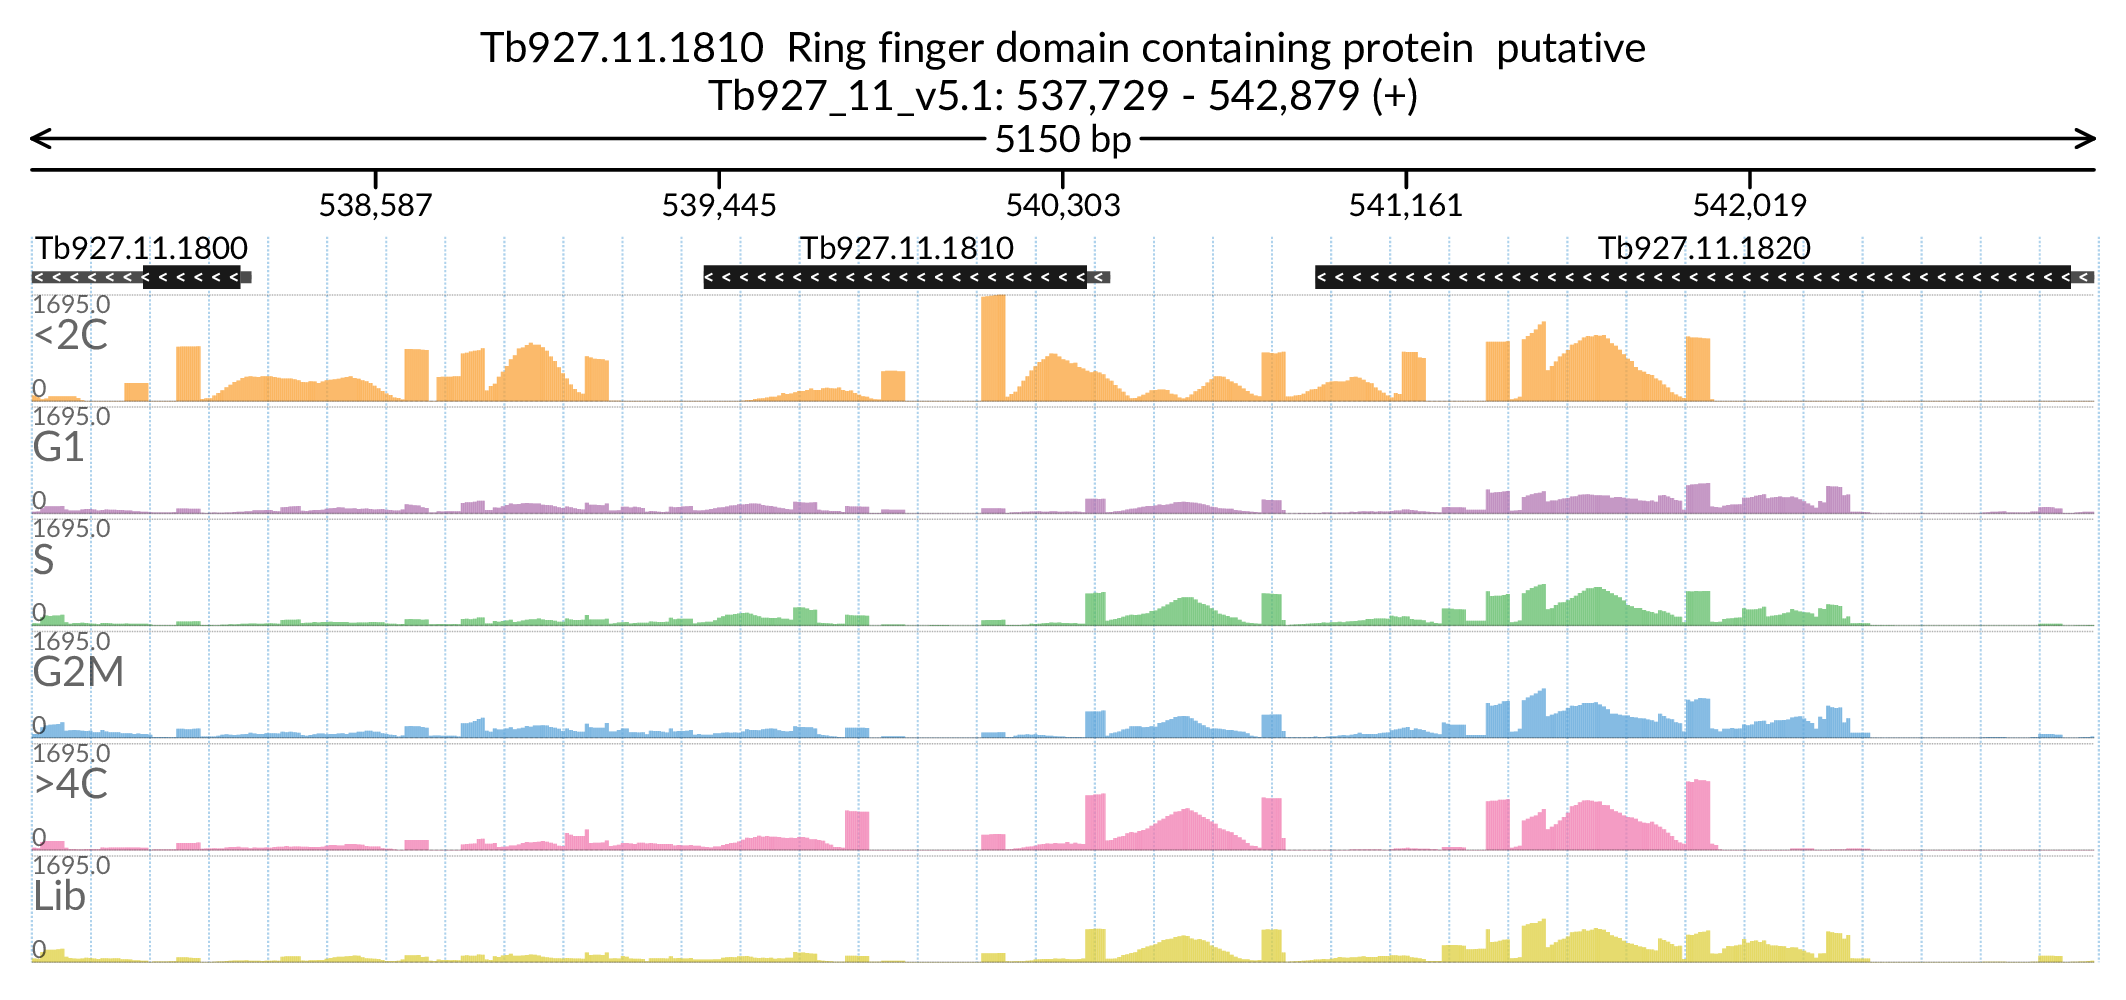 Tb927.11.1810  Ring finger domain containing protein  putative
Tb927_11_v5.1: 537,729 - 542,879 (+)
5150 bp
538,587 539,445 540,303 541,161 542,019
Tb927.11.1800 Tb927.11.1810 Tb927.11.1820
1695.0
<2C
0
1695.0
G1
0
1695.0
S
0
1695.0
G2M
0
1695.0
>4C
0
1695.0
Lib
0